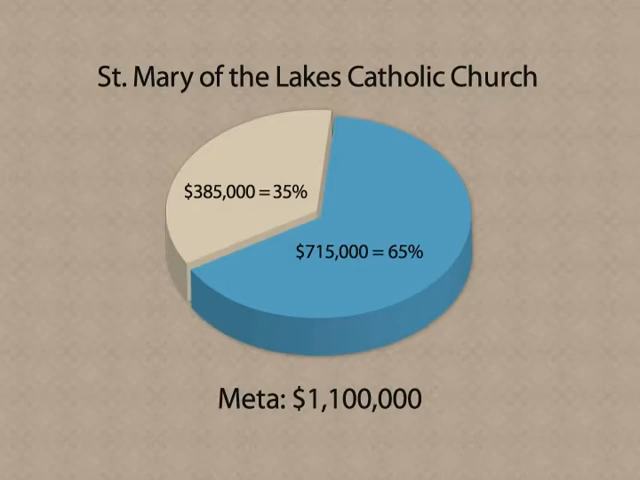 St. Mary of the Lakes Catholic Church
$385,000 = 35%
$715,000 = 65%
Meta: $1,100,000